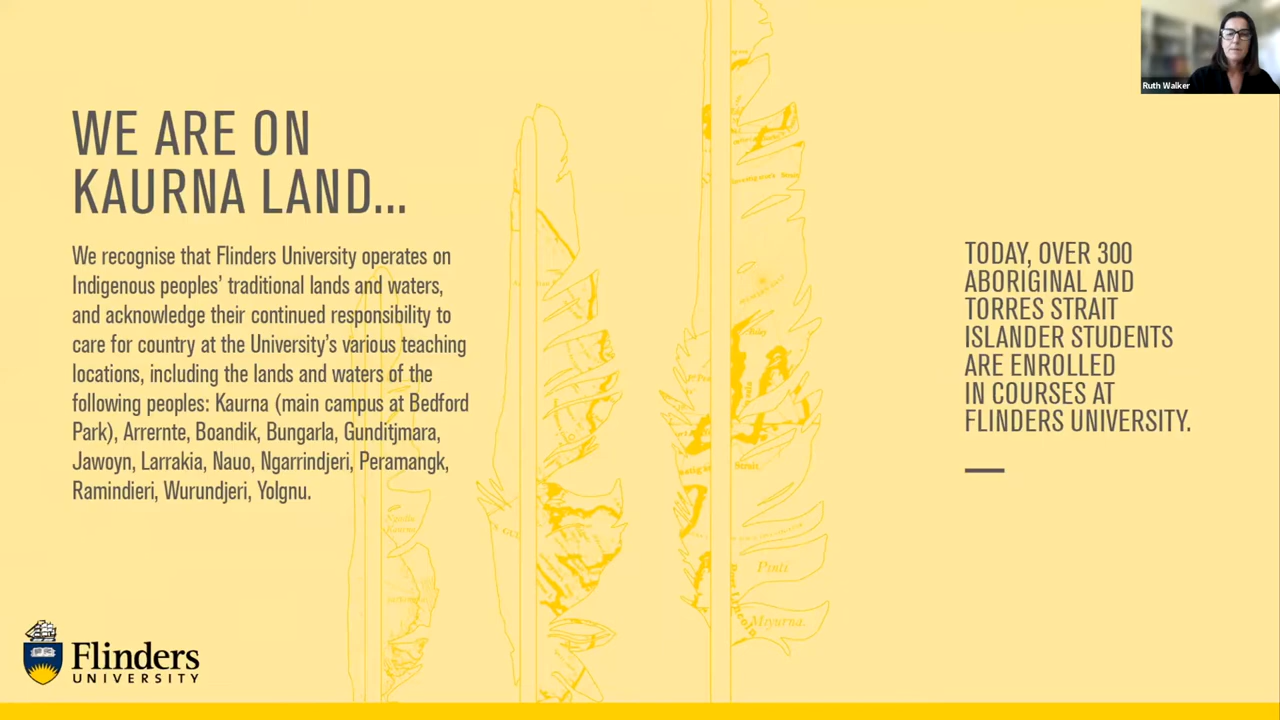 WE ARE ON
KAURNA LAND...
We recognise that Flinders University operates on
Indigenous peoples' traditional lands and waters,
and acknowledge their continued responsibility to
care for country at the University's various teaching
locations, including the lands and waters of the
following peoples: Kaurna (main campus at Bedford
Park), Arrernte, Boandik, Bungarla, Gunditjmara,
Jawoyn, Larrakia, Nauo, Ngarrindjeri, Peramangk,
Ramindjeri, Wurundjeri, Yolgnu.
TODAY, OVER 300
ABORIGINAL AND
TORRES STRAIT
ISLANDER STUDENTS
ARE ENROLLED
IN COURSES AT
FLINDERS UNIVERSITY.
Ruth Walker
Pinti
Miyurna.
Port Lincoln
Flinders
UNIVERSITY